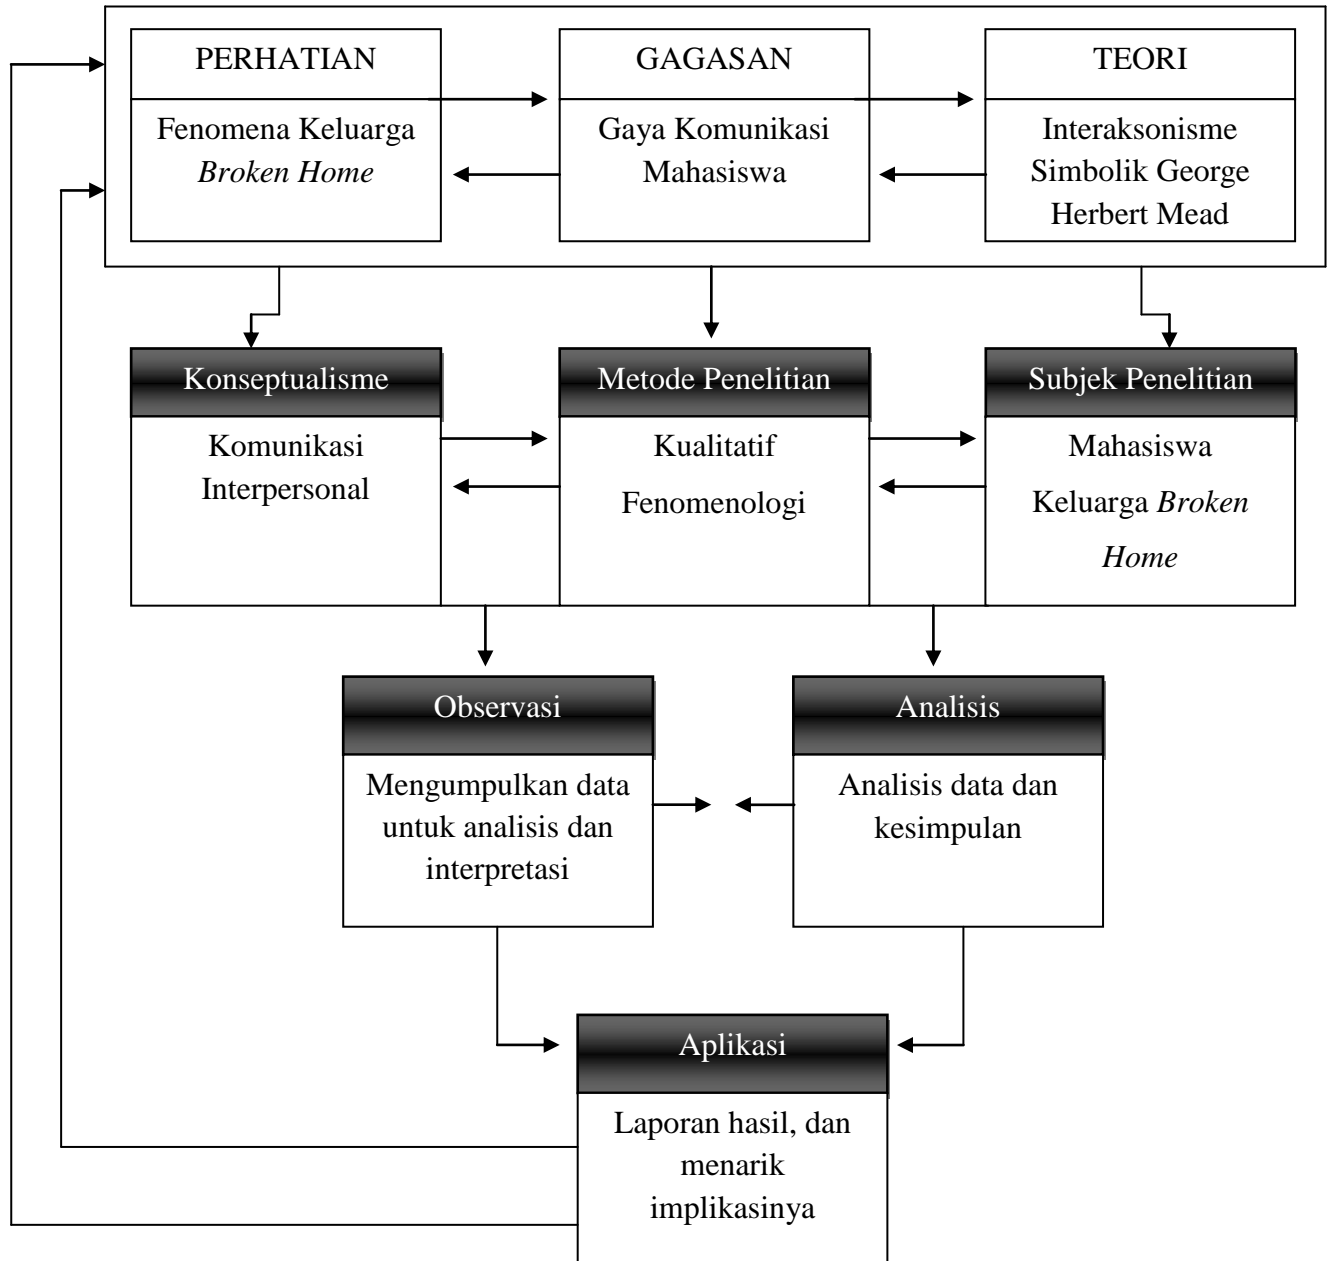 PERHATIAN
Fenomena Keluarga
Broken Home
GAGASAN
Gaya Komunikasi
Mahasiswa
TEORI
Interaksonisme
Simbolik George
Herbert Mead
Konseptualisme
Komunikasi
Interpersonal
Metode Penelitian
Kualitatif
Fenomenologi
Subjek Penelitian
Mahasiswa
Keluarga Broken
Home
Observasi
Mengumpulkan data
untuk analisis dan
interpretasi
Analisis
Analisis data dan
kesimpulan
Aplikasi
Laporan hasil, dan
menarik
implikasinya